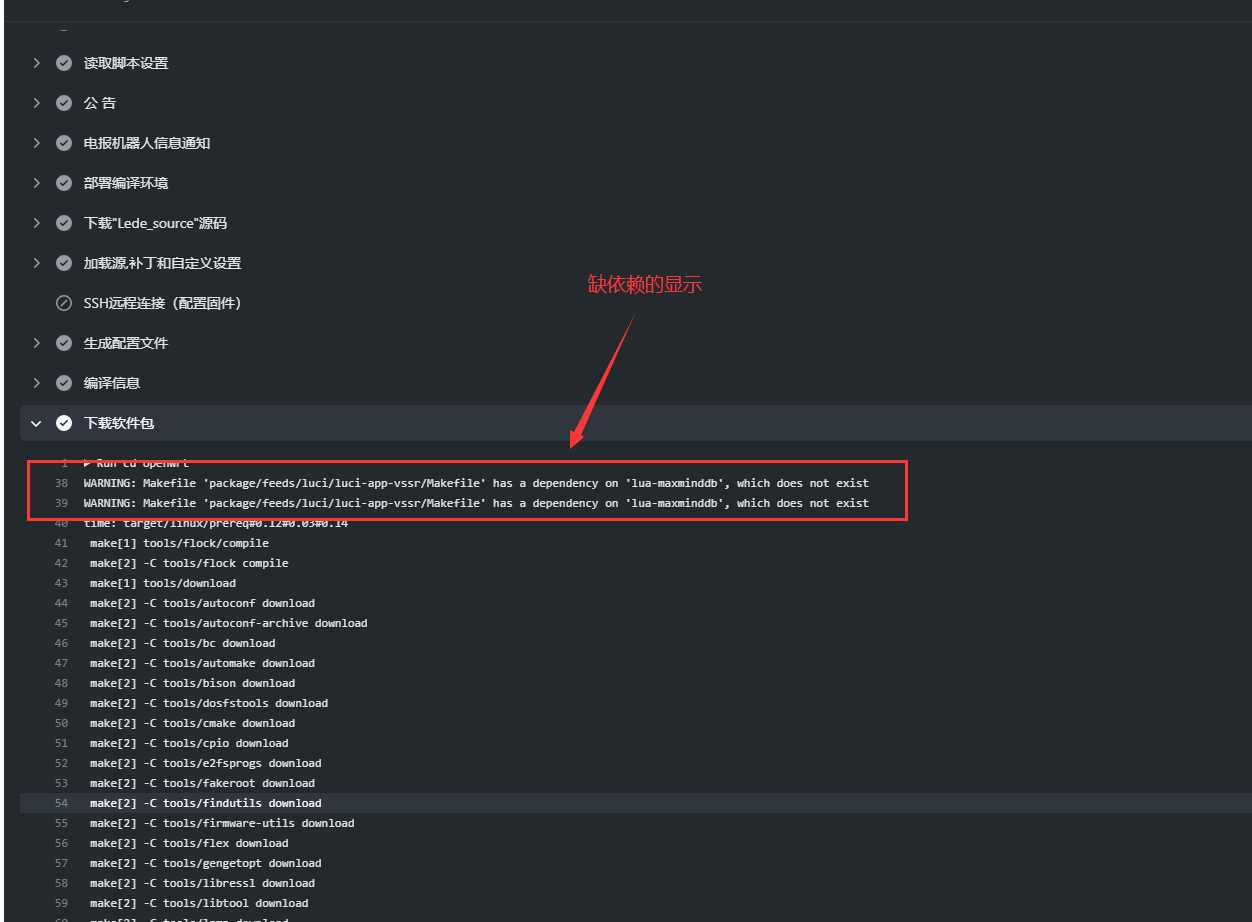 读取脚本设置
公 告
电报机器人信息通知
部署编译环境
下载"Lede_source"源码
加载源,补丁和自定义设置
缺依赖的显示
SSH远程连接（配置固件）
生成配置文件
编译信息
下载软件包
1 ▶ Run cd openwrt
38 WARNING: Makefile 'package/feeds/luci/luci-app-vssr/Makefile' has a dependency on 'lua-maxminddb', which does not exist
39 WARNING: Makefile 'package/feeds/luci/luci-app-vssr/Makefile' has a dependency on 'lua-maxminddb', which does not exist
40 time: target/linux/prereq#0.12#0.03#0.14
41 make[1] tools/flock/compile
42 make[2] -C tools/flock compile
43 make[1] tools/download
44 make[2] -C tools/autoconf download
45 make[2] -C tools/autoconf-archive download
46 make[2] -C tools/bc download
47 make[2] -C tools/automake download
48 make[2] -C tools/bison download
49 make[2] -C tools/dosfstools download
50 make[2] -C tools/cmake download
51 make[2] -C tools/cpio download
52 make[2] -C tools/e2fsprogs download
53 make[2] -C tools/fakeroot download
54 make[2] -C tools/findutils download
55 make[2] -C tools/firmware-utils download
56 make[2] -C tools/flex download
57 make[2] -C tools/gengetopt download
58 make[2] -C tools/libressl download
59 make[2] -C tools/libtool download